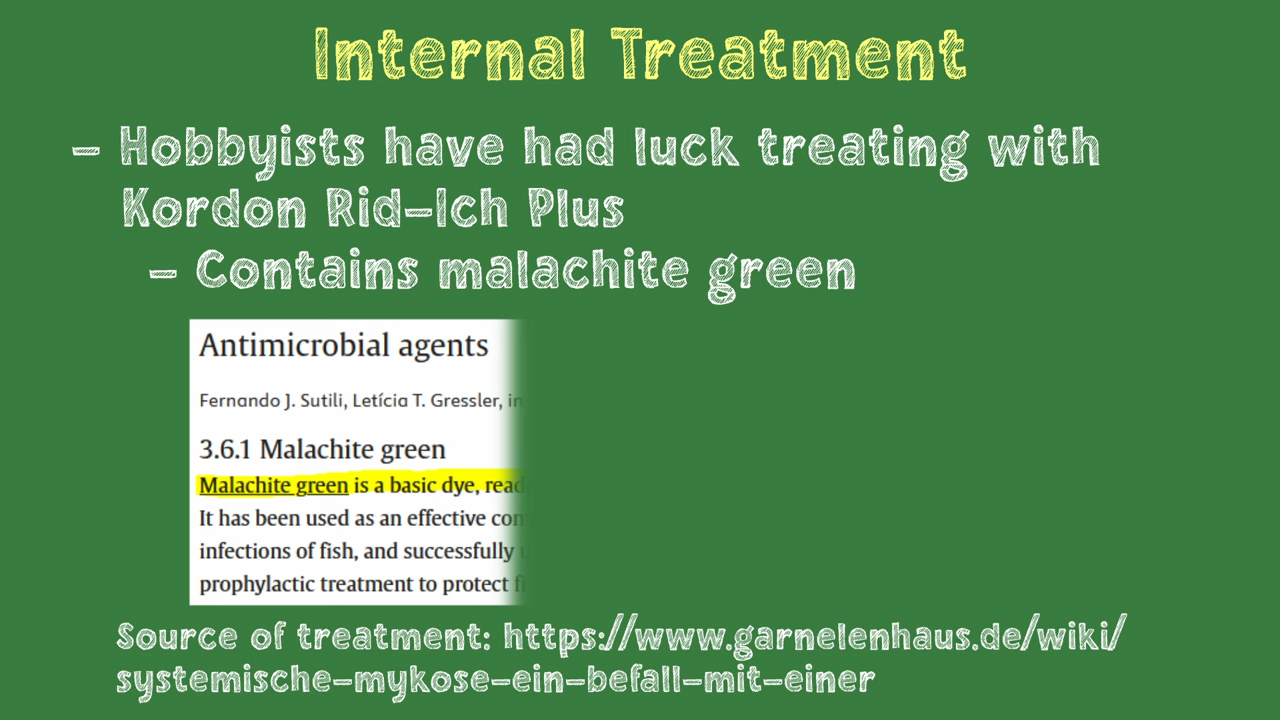 Internal Treatment
- Hobbyists have had luck treating with
Kordon Rid-Ich Plus
- Contains malachite green
Antimicrobial agents
Fernando J. Sutili, Letícia T. Gressler, in
3.6.1 Malachite green
Malachite green is a basic dye,
It has been used as an effective
infections of fish, and successfully
prophylactic treatment to protect
Source of treatment: https://www.garnelenhaus.de/wiki/
systemische-mykose-ein-befall-mit-einer